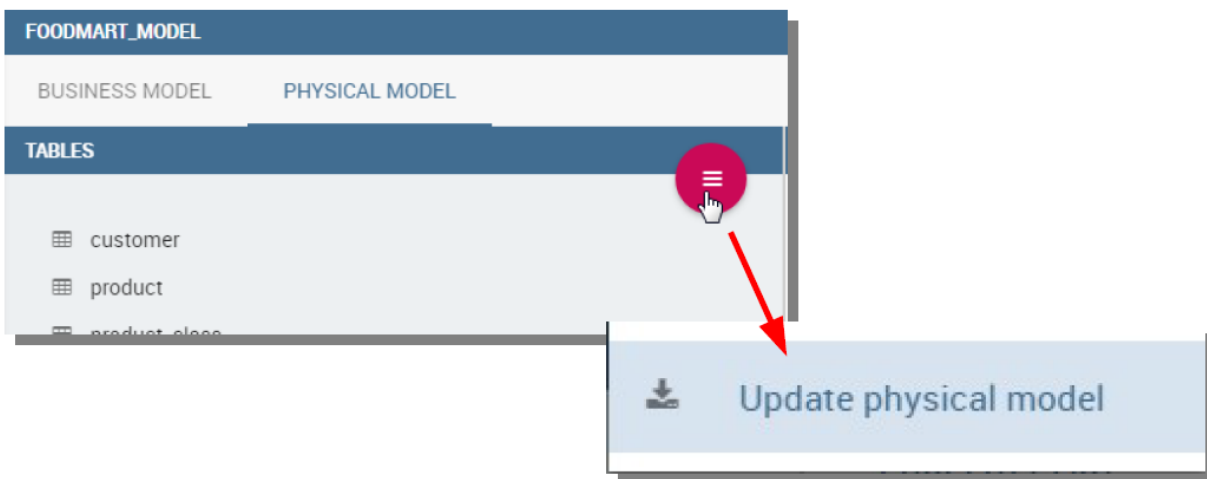 FOODMART_MODEL
BUSINESS MODEL PHYSICAL MODEL
TABLES
customer
product
Update physical model